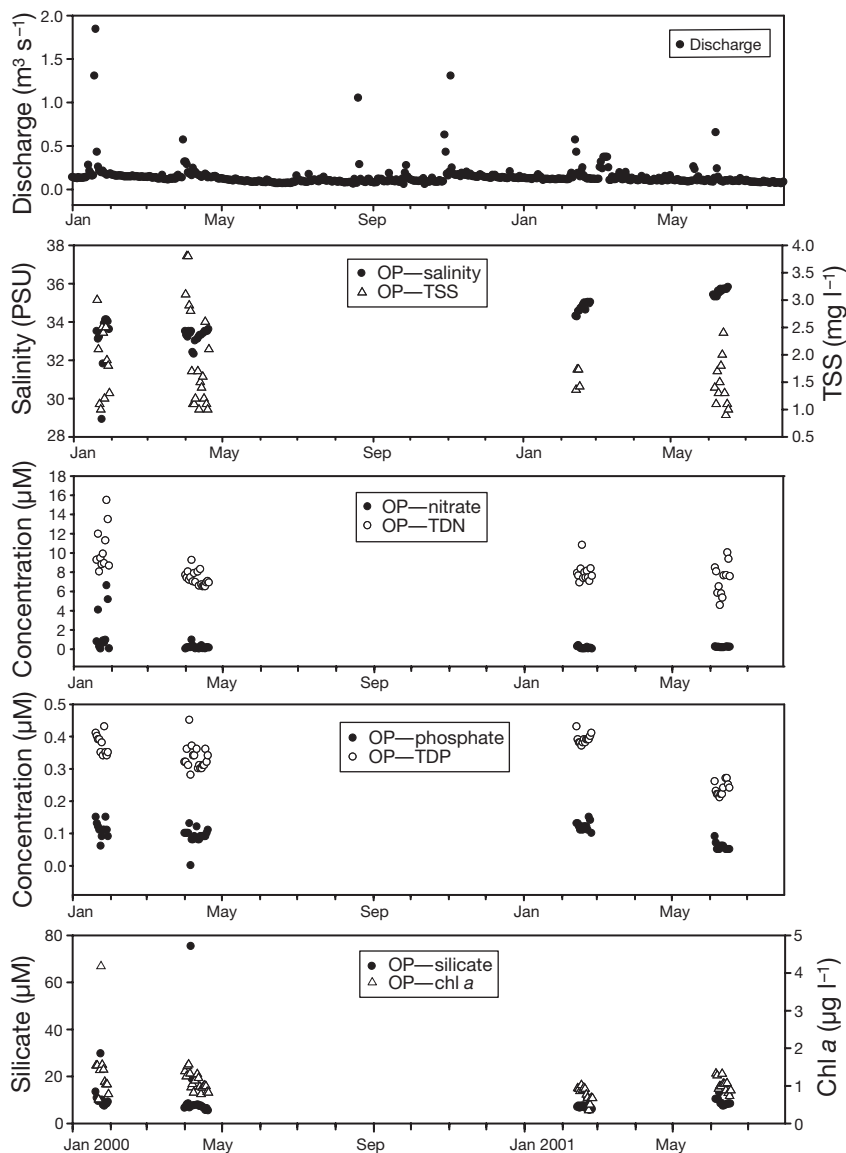 Discharge (m³ s–¹)
2.0
1.5
1.0
0.5
0.0
Discharge
Jan
May
Sep
Jan
May
Salinity (PSU)
38
36
34
32
30
28
OP—salinity
OP—TSS
4.0
3.5
3.0
2.5
2.0
1.5
1.0
0.5
TSS (mg l–¹)
Jan
May
Sep
Jan
May
Concentration (µM)
18
16
14
12
10
8
6
4
2
0
OP—nitrate
OP—TDN
Jan
May
Sep
Jan
May
Concentration (µM)
0.5
0.4
0.3
0.2
0.1
0.0
OP—phosphate
OP—TDP
Jan
May
Sep
Jan
May
Silicate (µM)
80
60
40
20
0
OP—silicate
OP—chl a
5
4
3
2
1
0
Chl a (µg l–¹)
Jan 2000
May
Sep
Jan 2001
May